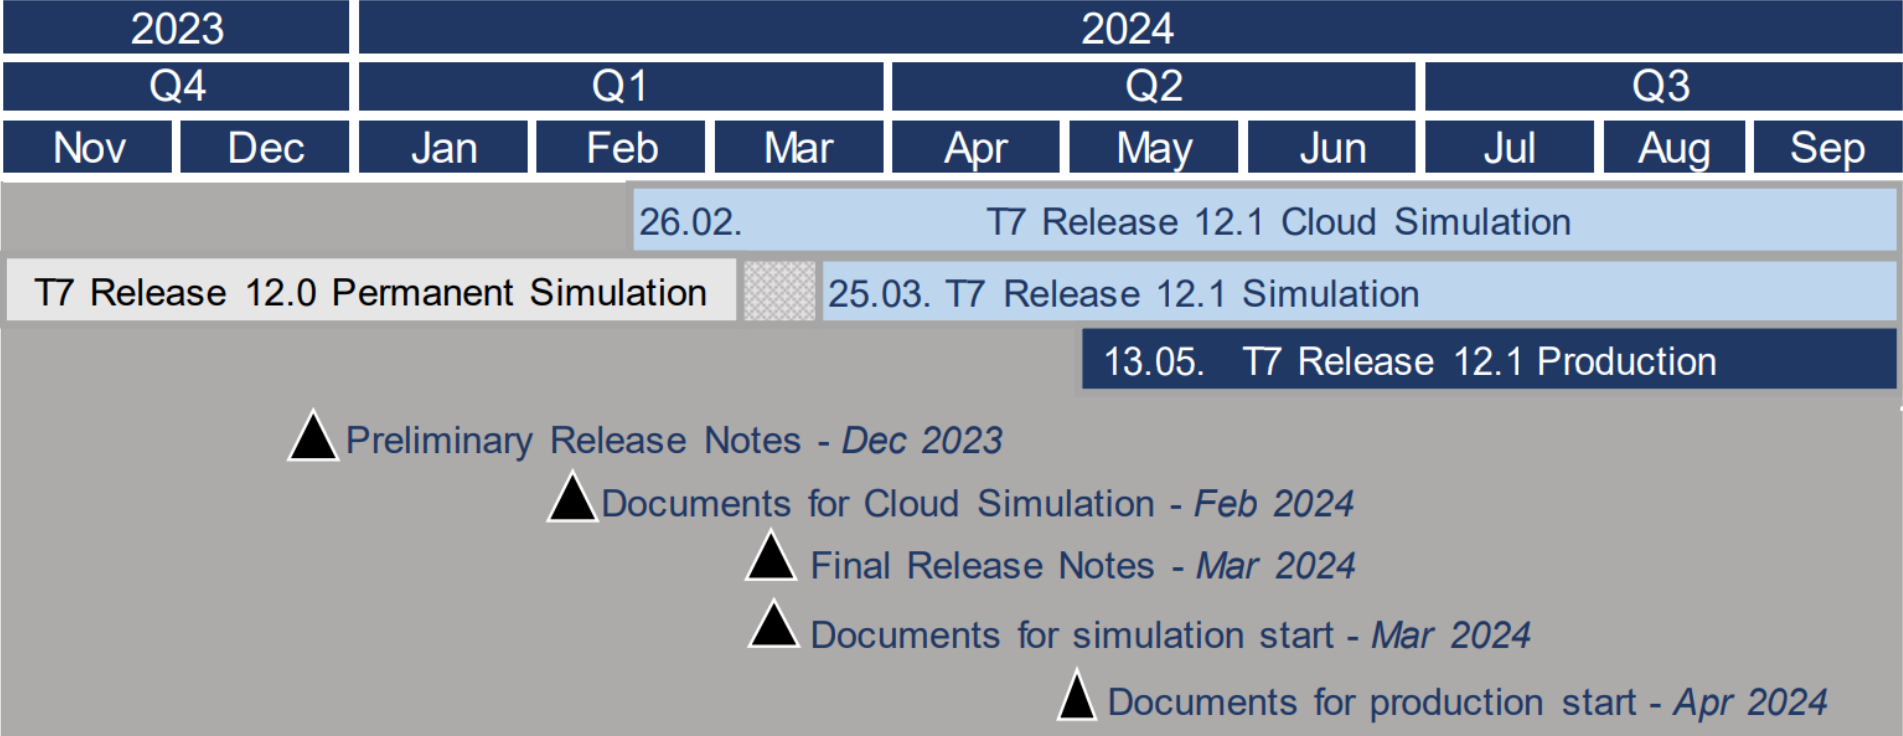 2023 2024
Q4 Q1 Q2 Q3
Nov Dec Jan Feb Mar Apr May Jun Jul Aug Sep
26.02. T7 Release 12.1 Cloud Simulation
T7 Release 12.0 Permanent Simulation 25.03. T7 Release 12.1 Simulation
13.05. T7 Release 12.1 Production
Preliminary Release Notes - Dec 2023
Documents for Cloud Simulation - Feb 2024
Final Release Notes - Mar 2024
Documents for simulation start - Mar 2024
Documents for production start - Apr 2024